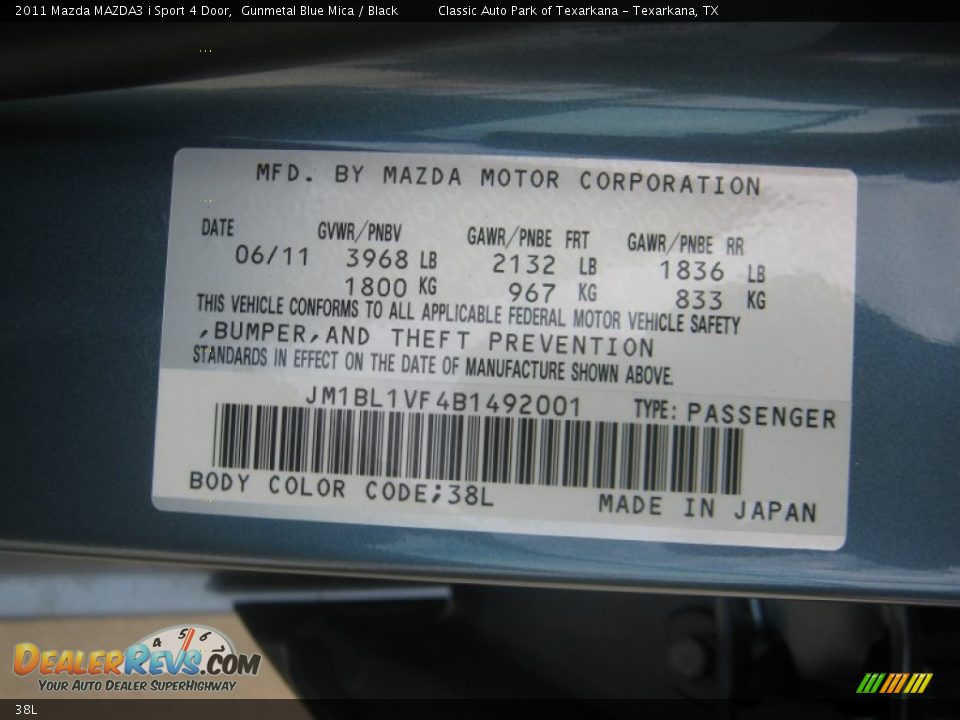 2011 Mazda MAZDA3 i Sport 4 Door, Gunmetal Blue Mica / Black Classic Auto Park of Texarkana - Texarkana, TX
MFD. BY MAZDA MOTOR CORPORATION
DATE GVWR/PNBV GAWR/PNBE FRT GAWR/PNBE RR
06/11 3968 LB 2132 LB 1836 LB
1800 KG 967 KG 833 KG
THIS VEHICLE CONFORMS TO ALL APPLICABLE FEDERAL MOTOR VEHICLE SAFETY
,BUMPER,AND THEFT PREVENTION
STANDARDS IN EFFECT ON THE DATE OF MANUFACTURE SHOWN ABOVE.
JM1BL1VF4B1492001 TYPE: PASSENGER
BODY COLOR CODE;38L MADE IN JAPAN
4 5 6 7
DEALERREVS.COM
YOUR AUTO DEALER SUPERHIGHWAY
38L